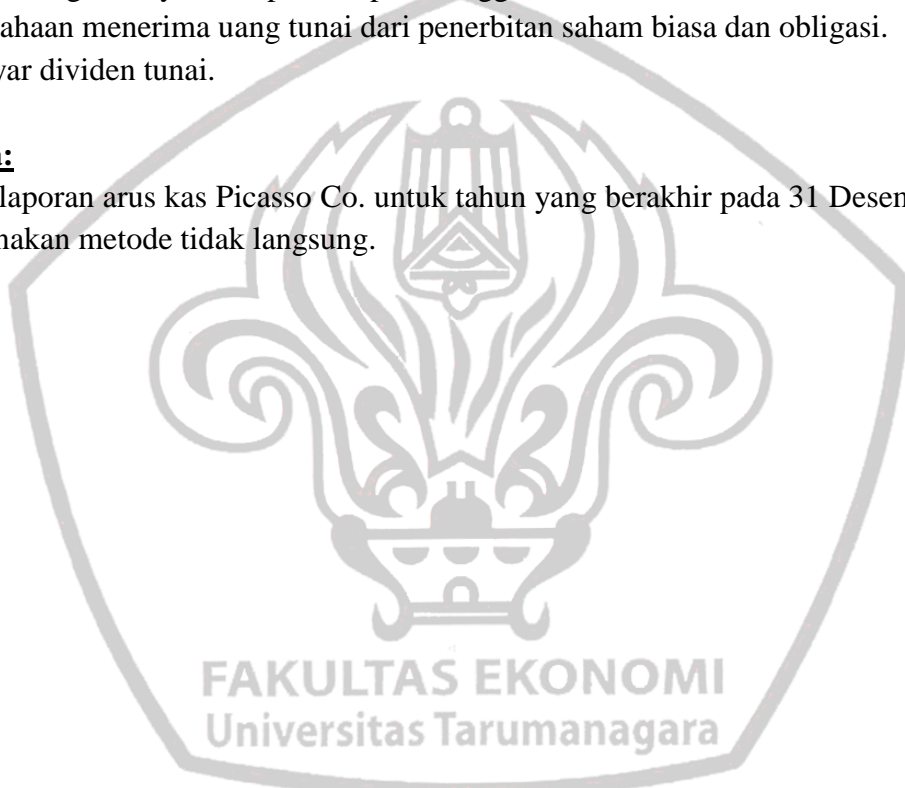 ahaan menerima uang tunai dari penerbitan saham biasa dan obligasi.
ar dividen tunai.
:
laporan arus kas Picasso Co. untuk tahun yang berakhir pada 31 Desem
nakan metode tidak langsung.
FAKULTAS EKONOMI
Universitas Tarumanagara